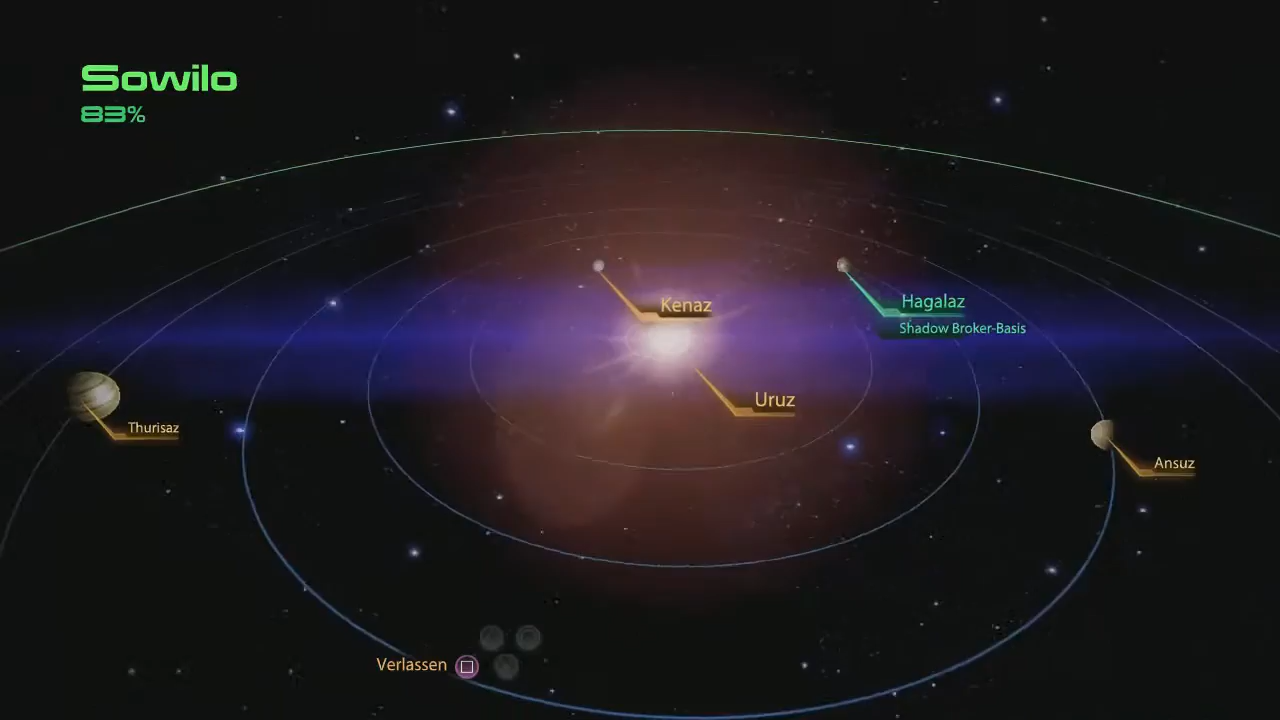 Sowilo
83%
Kenaz
Hagalaz
Shadow Broker-Basis
Uruz
Thurisaz
Ansuz
Verlassen